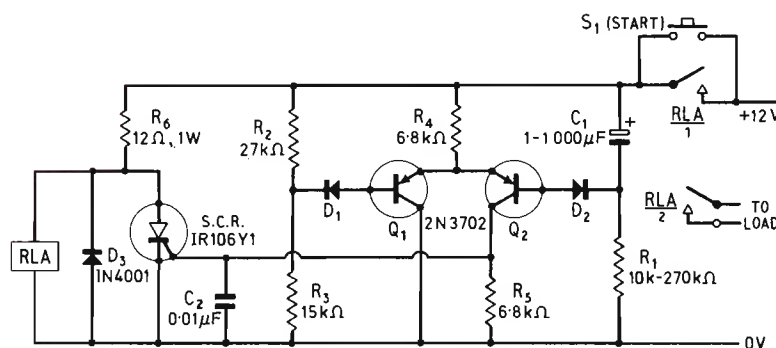 S1 (START)
R6
12Ω, 1W
R2
27kΩ
R4
6.8kΩ
C1
1-1000μF
+
RLA
1
+12V
D1
Q1
2N3702
Q2
D2
RLA
2
TO
LOAD
S.C.R.
IR106Y1
RLA
D3
1N4001
C2
0.01μF
R3
15kΩ
R5
6.8kΩ
R1
10k-270kΩ
0V